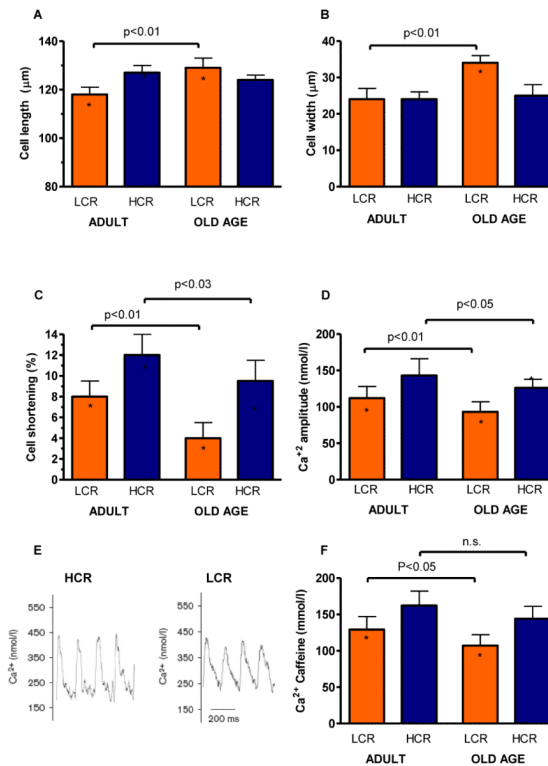 A
p<0.01
Cell length (μm)
140
120
100
80
*
*
*
LCR HCR LCR HCR
ADULT OLD AGE
B
p<0.01
Cell width (μm)
60
40
20
0
*
LCR HCR LCR HCR
ADULT OLD AGE
C
p<0.03
p<0.01
Cell shortening (%)
14
12
10
8
6
4
2
0
*
*
*
*
LCR HCR LCR HCR
ADULT OLD AGE
D
p<0.05
p<0.01
Ca+2 amplitude (nmol/l)
200
150
100
50
0
*
*
*
LCR HCR LCR HCR
ADULT OLD AGE
E
HCR
LCR
Ca2+ (nmol/l)
550
450
350
250
150
Ca2+ (nmol/l)
550
450
350
250
150
200 ms
F
n.s.
P<0.05
Ca2+ Caffeine (mmol/l)
200
150
100
50
0
*
*
LCR HCR LCR HCR
ADULT OLD AGE